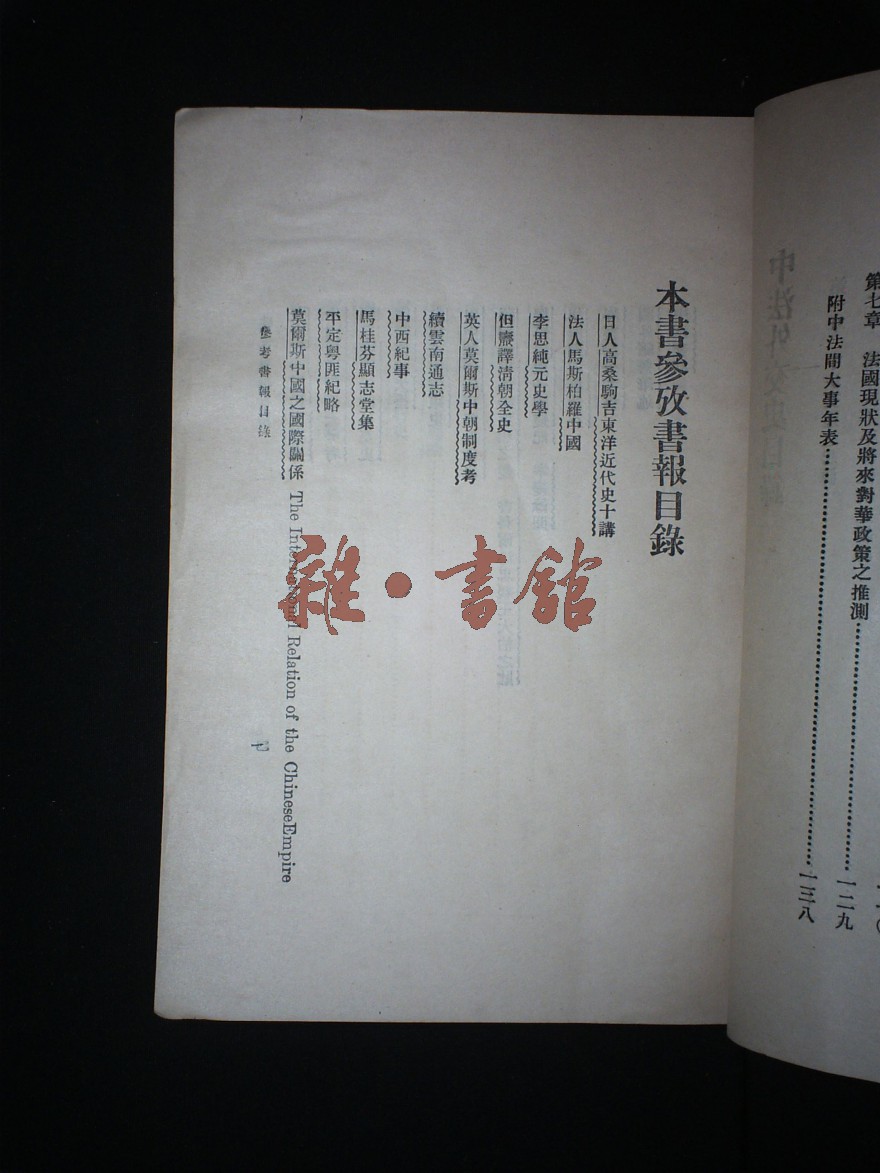 第七章　法國現狀及將來對華政策之推測……一二九
附中法間大事年表……一三八
本書參攷書報目錄
日人高桑駒吉東洋近代史十講
法人馬斯柏羅中國
李思純元史學
但燾譯清朝全史
英人莫爾斯中朝制度考
續雲南通志
中西紀事
馬桂芬顯志堂集
平定粵匪紀略
莫爾斯中國之國際關係 The International Relation of the ChineseEmpire
參考書報目錄
一
雜·書館